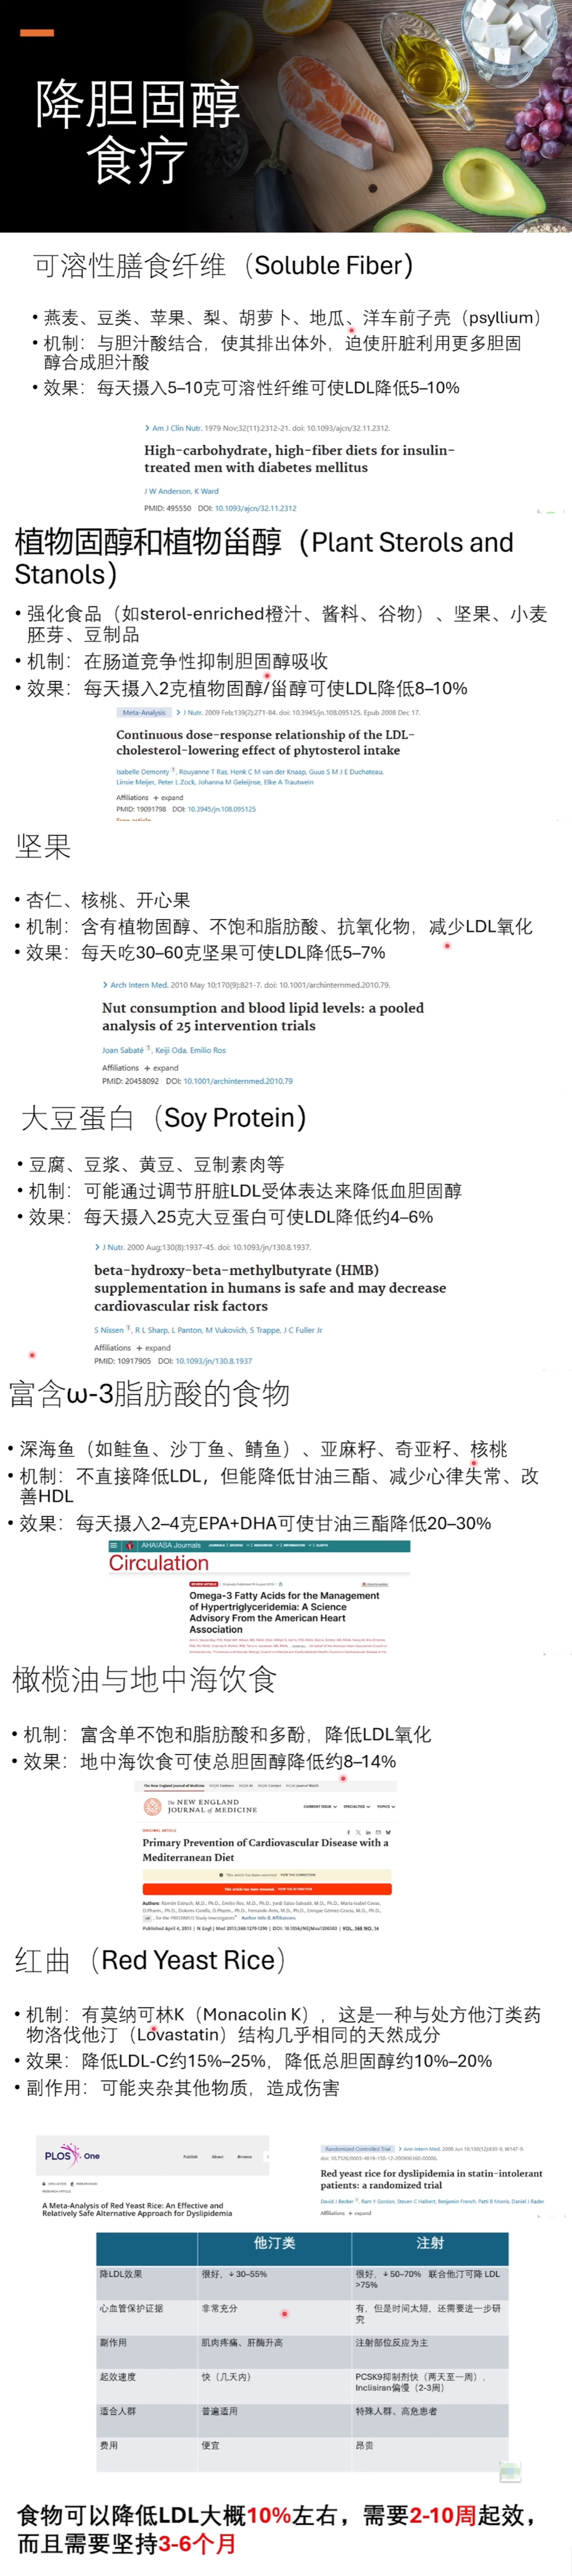 降胆固醇
食疗
可溶性膳食纤维（Soluble Fiber）
• 燕麦、豆类、苹果、梨、胡萝卜、地瓜、洋车前子壳（psyllium）
• 机制：与胆汁酸结合，使其排出体外，迫使肝脏利用更多胆固
醇合成胆汁酸
• 效果：每天摄入5–10克可溶性纤维可使LDL降低5–10%
> Am J Clin Nutr. 1979 Nov;32(11):2312-21. doi: 10.1093/ajcn/32.11.2312.
High-carbohydrate, high-fiber diets for insulin-
treated men with diabetes mellitus
J W Anderson, K Ward
PMID: 495550 DOI: 10.1093/ajcn/32.11.2312
植物固醇和植物甾醇（Plant Sterols and
Stanols）
• 强化食品（如sterol-enriched橙汁、酱料、谷物）、坚果、小麦
胚芽、豆制品
• 机制：在肠道竞争性抑制胆固醇吸收
• 效果：每天摄入2克植物固醇/甾醇可使LDL降低8–10%
Meta-Analysis > J Nutr. 2009 Feb;139(2):271-84. doi: 10.3945/jn.108.095125. Epub 2008 Dec 17.
Continuous dose-response relationship of the LDL-
cholesterol-lowering effect of phytosterol intake
Isabelle Demonty 1, Rouyanne T Ras, Henk C M van der Knaap, Guus S M J E Duchateau,
Linsie Meijer, Peter L Zock, Johanna M Geleijnse, Elke A Trautwein
Affiliations + expand
PMID: 19091798 DOI: 10.3945/jn.108.095125
坚果
• 杏仁、核桃、开心果
• 机制：含有植物固醇、不饱和脂肪酸、抗氧化物，减少LDL氧化
• 效果：每天吃30–60克坚果可使LDL降低5–7%
> Arch Intern Med. 2010 May 10;170(9):821-7. doi: 10.1001/archinternmed.2010.79.
Nut consumption and blood lipid levels: a pooled
analysis of 25 intervention trials
Joan Sabaté 1, Keiji Oda, Emilio Ros
Affiliations + expand
PMID: 20458092 DOI: 10.1001/archinternmed.2010.79
大豆蛋白（Soy Protein）
• 豆腐、豆浆、黄豆、豆制素肉等
• 机制：可能通过调节肝脏LDL受体表达来降低血胆固醇
• 效果：每天摄入25克大豆蛋白可使LDL降低约4–6%
> J Nutr. 2000 Aug;130(8):1937-45. doi: 10.1093/jn/130.8.1937.
beta-hydroxy-beta-methylbutyrate (HMB)
supplementation in humans is safe and may decrease
cardiovascular risk factors
S Nissen 1, R L Sharp, L Panton, M Vukovich, S Trappe, J C Fuller Jr
Affiliations + expand
PMID: 10917905 DOI: 10.1093/jn/130.8.1937
富含ω-3脂肪酸的食物
• 深海鱼（如鲑鱼、沙丁鱼、鲭鱼）、亚麻籽、奇亚籽、核桃
• 机制：不直接降低LDL，但能降低甘油三酯、减少心律失常、改
善HDL
• 效果：每天摄入2–4克EPA+DHA可使甘油三酯降低20–30%
AHA/ASA Journals
Circulation
Omega-3 Fatty Acids for the Management
of Hypertriglyceridemia: A Science
Advisory From the American Heart
Association
橄榄油与地中海饮食
• 机制：富含单不饱和脂肪酸和多酚，降低LDL氧化
• 效果：地中海饮食可使总胆固醇降低约8–14%
The NEW ENGLAND
JOURNAL of MEDICINE
CURRENT ISSUE SPECIALTIES TOPICS
ORIGINAL ARTICLE
Primary Prevention of Cardiovascular Disease with a
Mediterranean Diet
红曲（Red Yeast Rice）
• 机制：有莫纳可林K（Monacolin K），这是一种与处方他汀类药
物洛伐他汀（Lovastatin）结构几乎相同的天然成分
• 效果：降低LDL-C约15%–25%，降低总胆固醇约10%–20%
• 副作用：可能夹杂其他物质，造成伤害
PLOS One
Publish About Browse
A Meta-Analysis of Red Yeast Rice: An Effective and
Relatively Safe Alternative Approach for Dyslipidemia
Randomized Controlled Trial
Red yeast rice for dyslipidemia in statin-intolerant
patients: a randomized trial
David J Becker, Ram Y Gordon, Steven C Halbert, Benjamin French, Patti B Morris, Daniel J Rader
Affiliations + expand
他汀类 注射
降LDL效果 很好，↓ 30–55% 很好，↓ 50–70% 联合他汀可降 LDL
>75%
心血管保护证据 非常充分 有，但是时间太短，还需要进一步研
究
副作用 肌肉疼痛、肝酶升高 注射部位反应为主
起效速度 快（几天内） PCSK9抑制剂快（两天至一周），
Inclisiran偏慢（2-3周）
适合人群 普遍适用 特殊人群、高危患者
费用 便宜 昂贵
食物可以降低LDL大概10%左右，需要2-10周起效，
而且需要坚持3-6个月